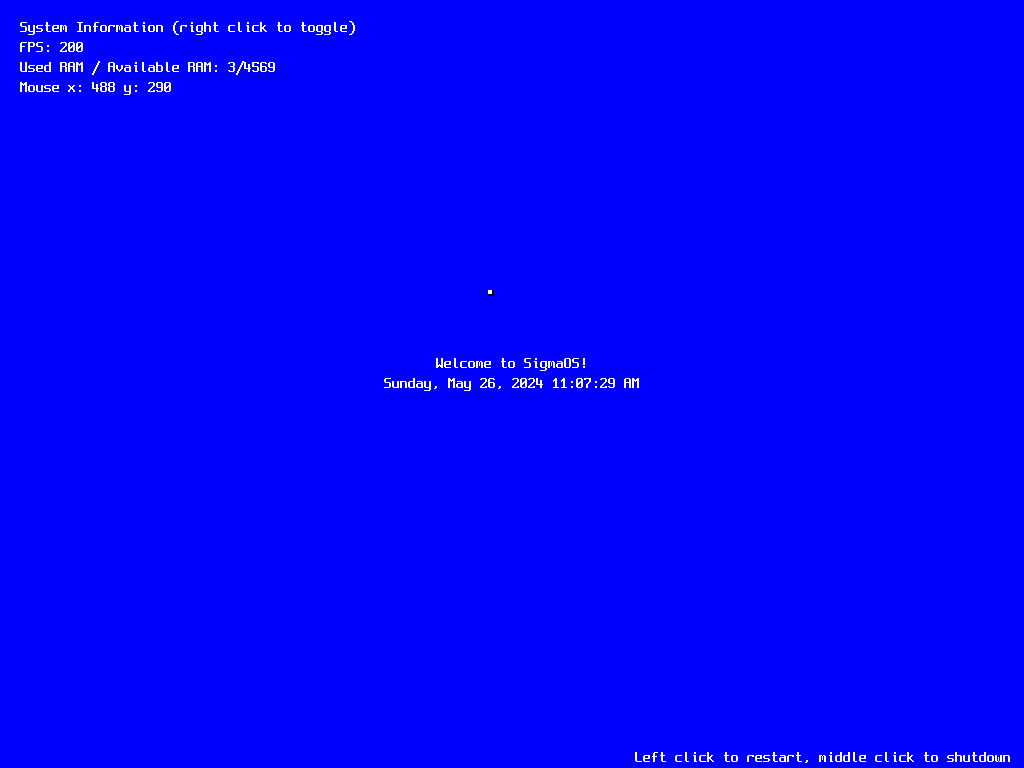 System Information (right click to toggle)
FPS: 200
Used RAM / Available RAM: 3/4569
Mouse x: 488 y: 290
Welcome to SigmaOS!
Sunday, May 26, 2024 11:07:29 AM
Left click to restart, middle click to shutdown